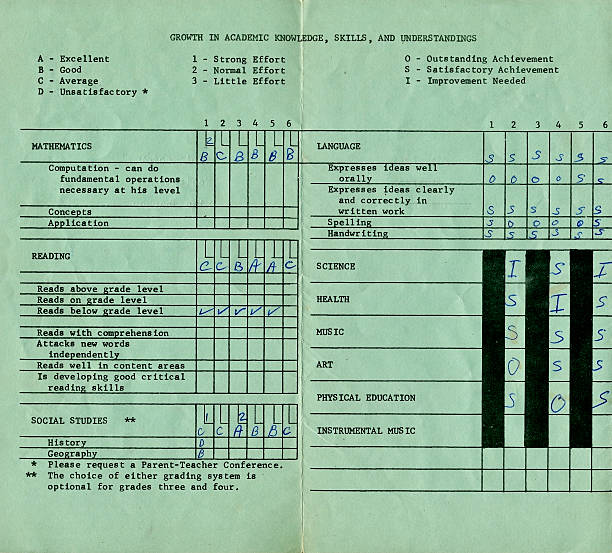 GROWTH IN ACADEMIC KNOWLEDGE, SKILLS, AND UNDERSTANDINGS
A - Excellent
B - Good
C - Average
D - Unsatisfactory *
1 - Strong Effort
2 - Normal Effort
3 - Little Effort
O - Outstanding Achievement
S - Satisfactory Achievement
I - Improvement Needed
1 2 3 4 5 6
2
MATHEMATICS B C B B B B
Computation - can do
fundamental operations
necessary at his level
Concepts
Application
READING C C B A A C
Reads above grade level
Reads on grade level
Reads below grade level ✓ ✓ ✓ ✓ ✓
Reads with comprehension
Attacks new words
independently
Reads well in content areas
Is developing good critical
reading skills
1 2
SOCIAL STUDIES ** C C A B B C
History D
Geography B
* Please request a Parent-Teacher Conference.
** The choice of either grading system is
optional for grades three and four.
1 2 3 4 5 6
LANGUAGE S S S S S S
Expresses ideas well
orally O O O O S S
Expresses ideas clearly
and correctly in
written work S S S S S S
Spelling S O O O O S
Handwriting S S S S S S
SCIENCE I S I
HEALTH S I S
MUSIC S S S
ART O S S
PHYSICAL EDUCATION S O S
INSTRUMENTAL MUSIC